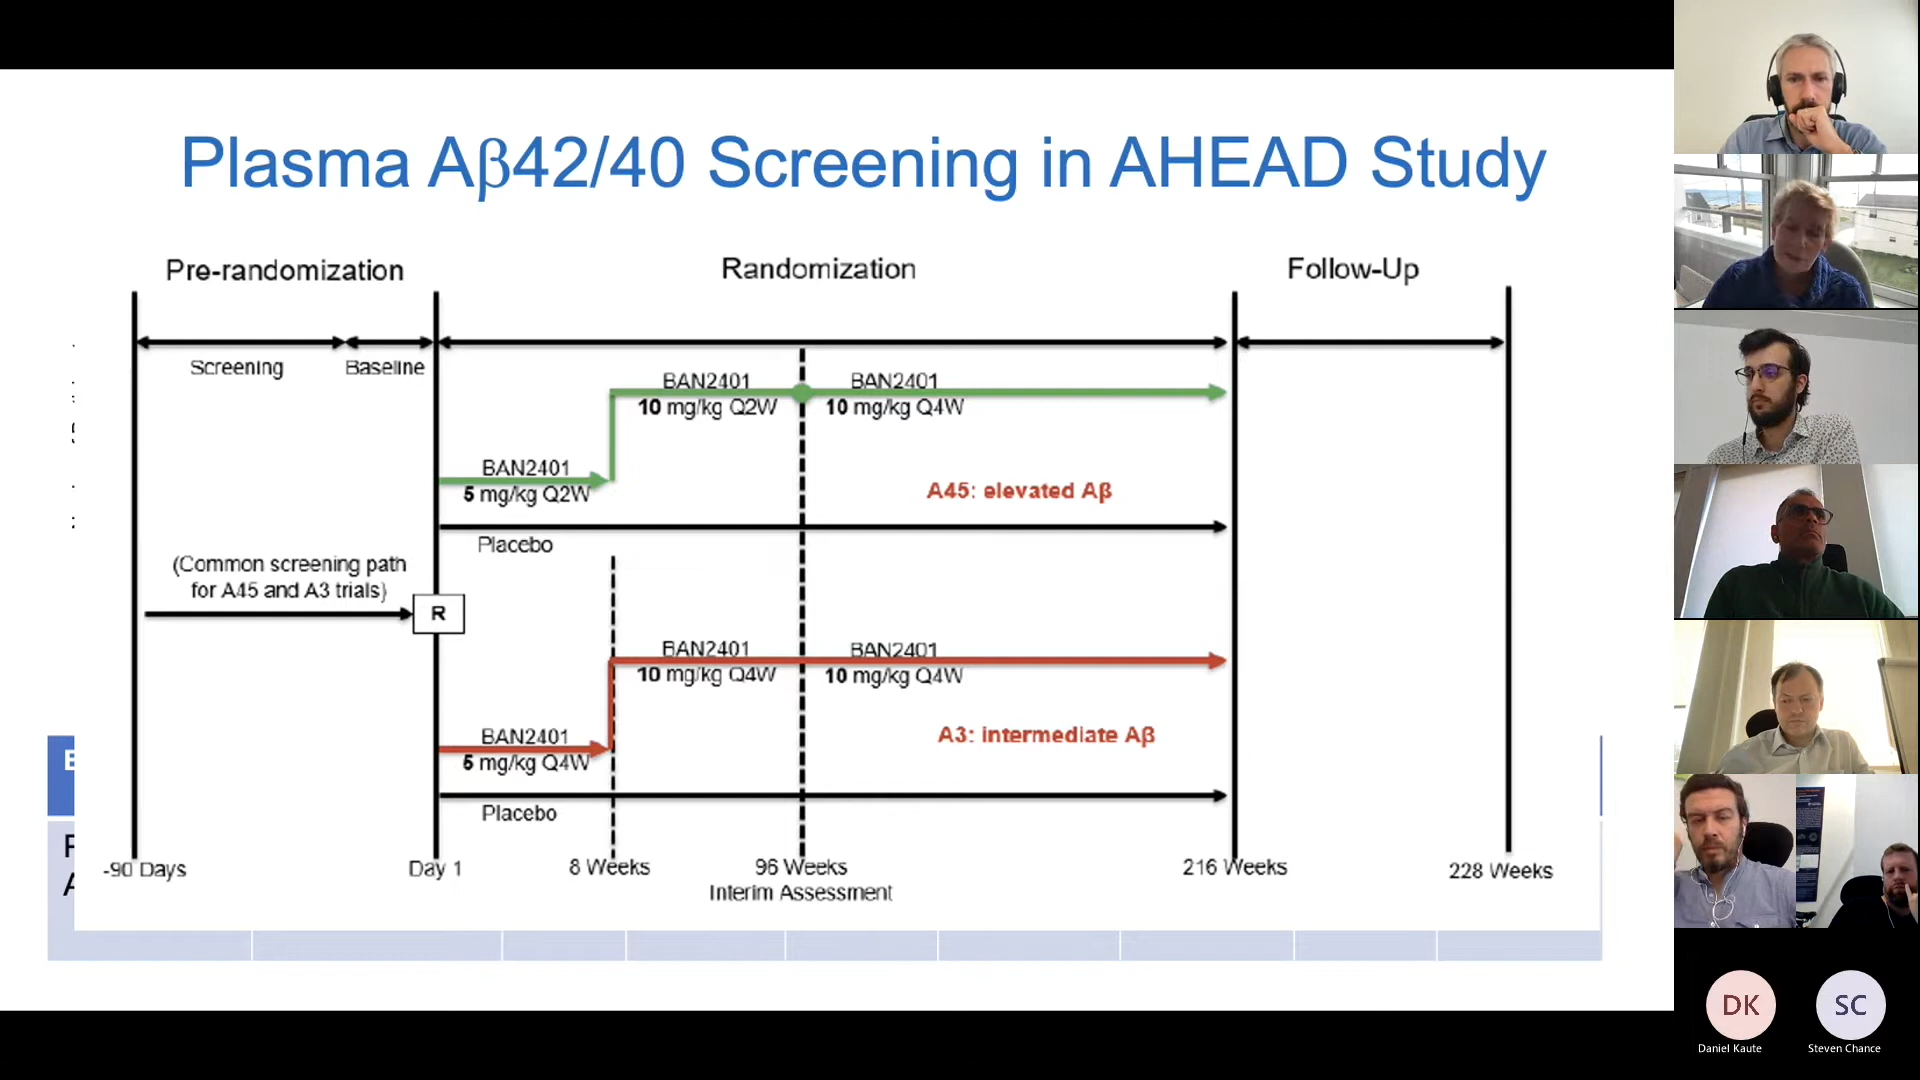 Plasma Aβ42/40 Screening in AHEAD Study
Pre-randomization
Randomization
Follow-Up
Screening
Baseline
BAN2401
10 mg/kg Q2W
BAN2401
10 mg/kg Q4W
BAN2401
5 mg/kg Q2W
A45: elevated Aβ
Placebo
(Common screening path
for A45 and A3 trials)
R
BAN2401
10 mg/kg Q4W
BAN2401
10 mg/kg Q4W
BAN2401
5 mg/kg Q4W
A3: intermediate Aβ
Placebo
-90 Days
Day 1
8 Weeks
96 Weeks
Interim Assessment
216 Weeks
228 Weeks
DK
Daniel Kaute
SC
Steven Chance